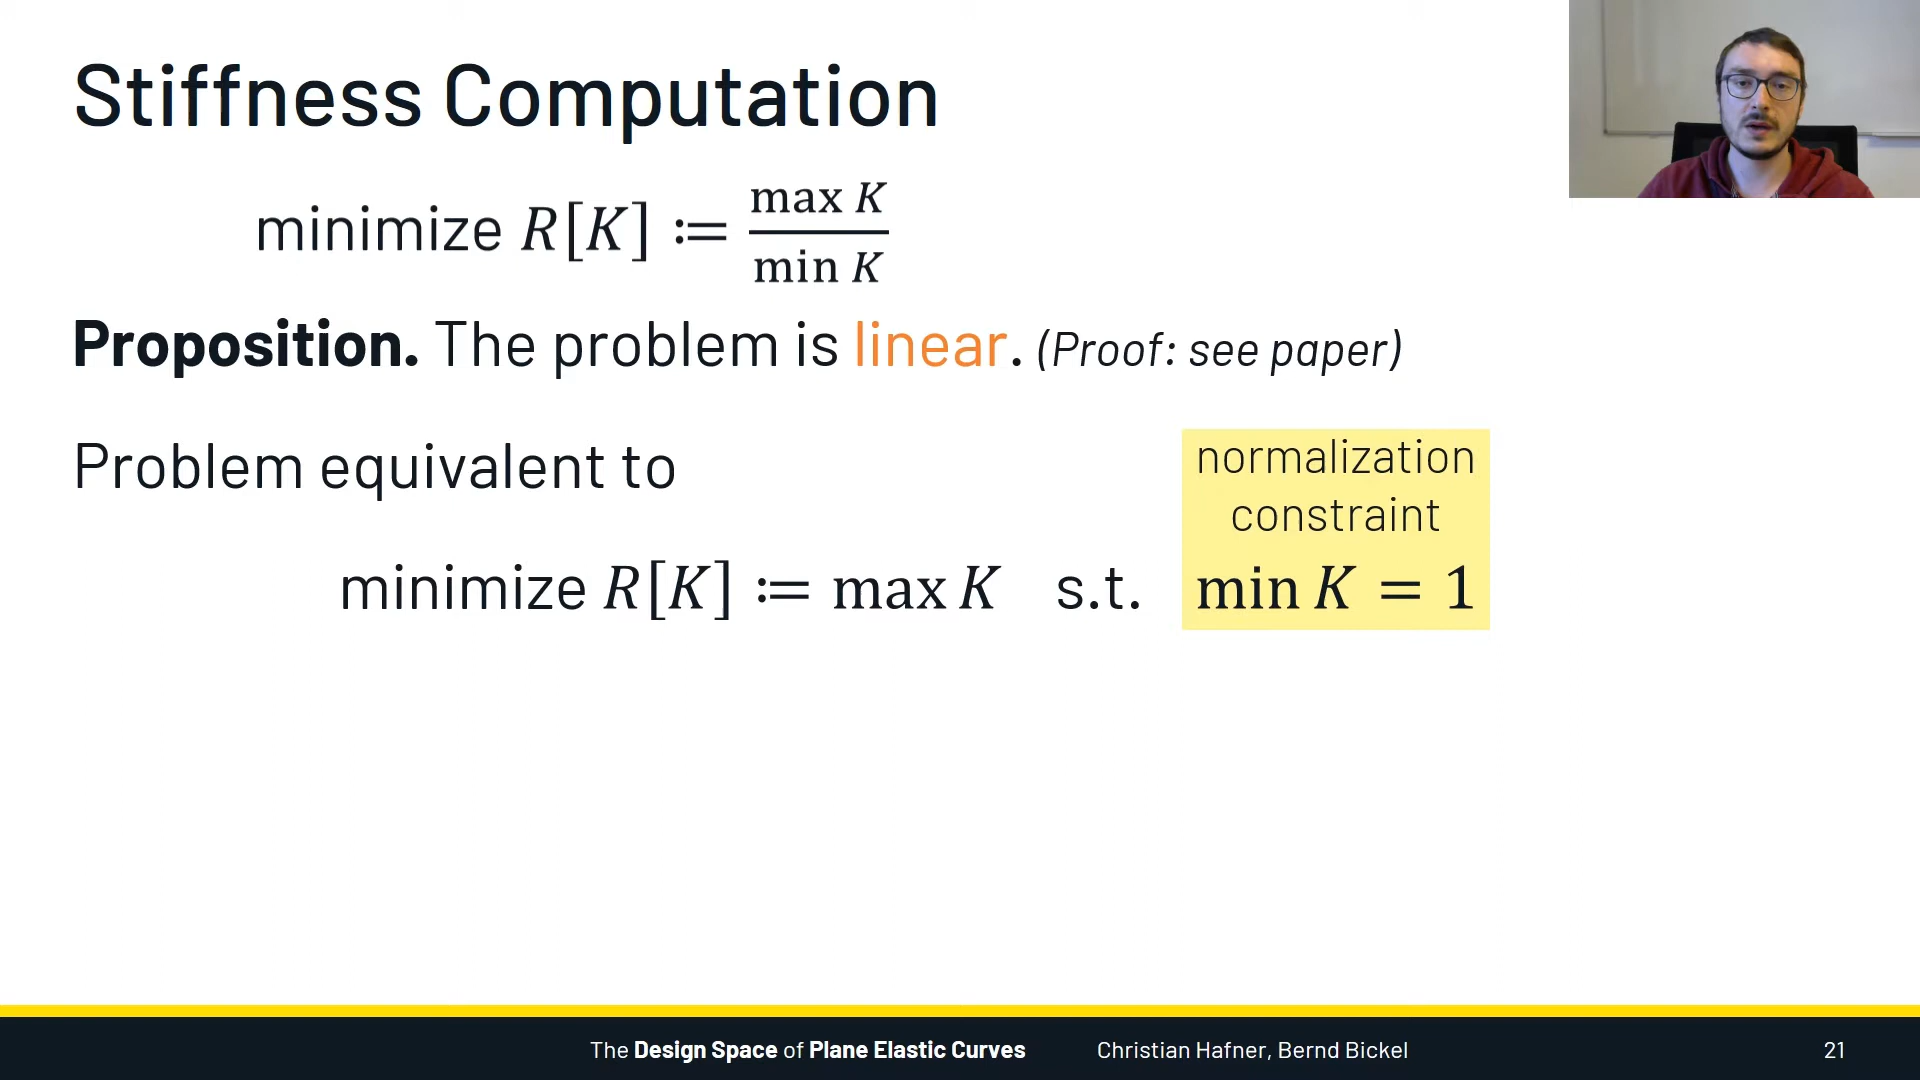 Stiffness Computation
minimize R[K] ≔ max K / min K
Proposition. The problem is linear. (Proof: see paper)
Problem equivalent to
normalization
constraint
minimize R[K] ≔ max K s.t. min K = 1
The Design Space of Plane Elastic Curves Christian Hafner, Bernd Bickel 21